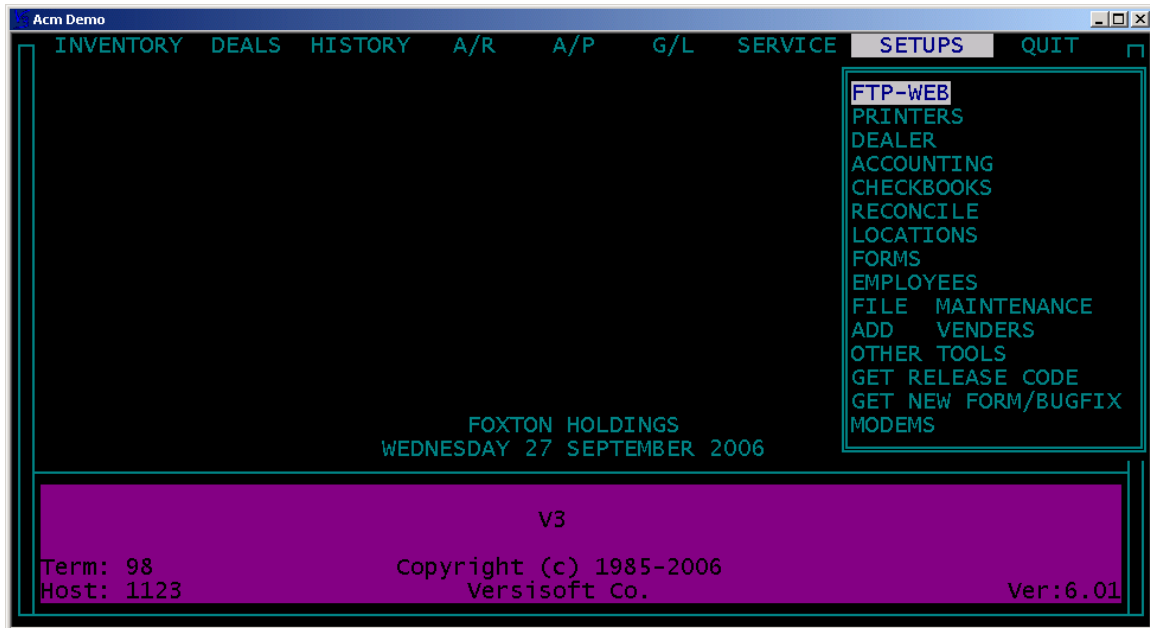 Acm Demo
INVENTORY DEALS HISTORY A/R A/P G/L SERVICE SETUPS QUIT
FTP-WEB
PRINTERS
DEALER
ACCOUNTING
CHECKBOOKS
RECONCILE
LOCATIONS
FORMS
EMPLOYEES
FILE MAINTENANCE
ADD VENDERS
OTHER TOOLS
GET RELEASE CODE
GET NEW FORM/BUGFIX
MODEMS
FOXTON HOLDINGS
WEDNESDAY 27 SEPTEMBER 2006
V3
Term: 98 Copyright (c) 1985-2006
Host: 1123 Versisoft Co. Ver:6.01